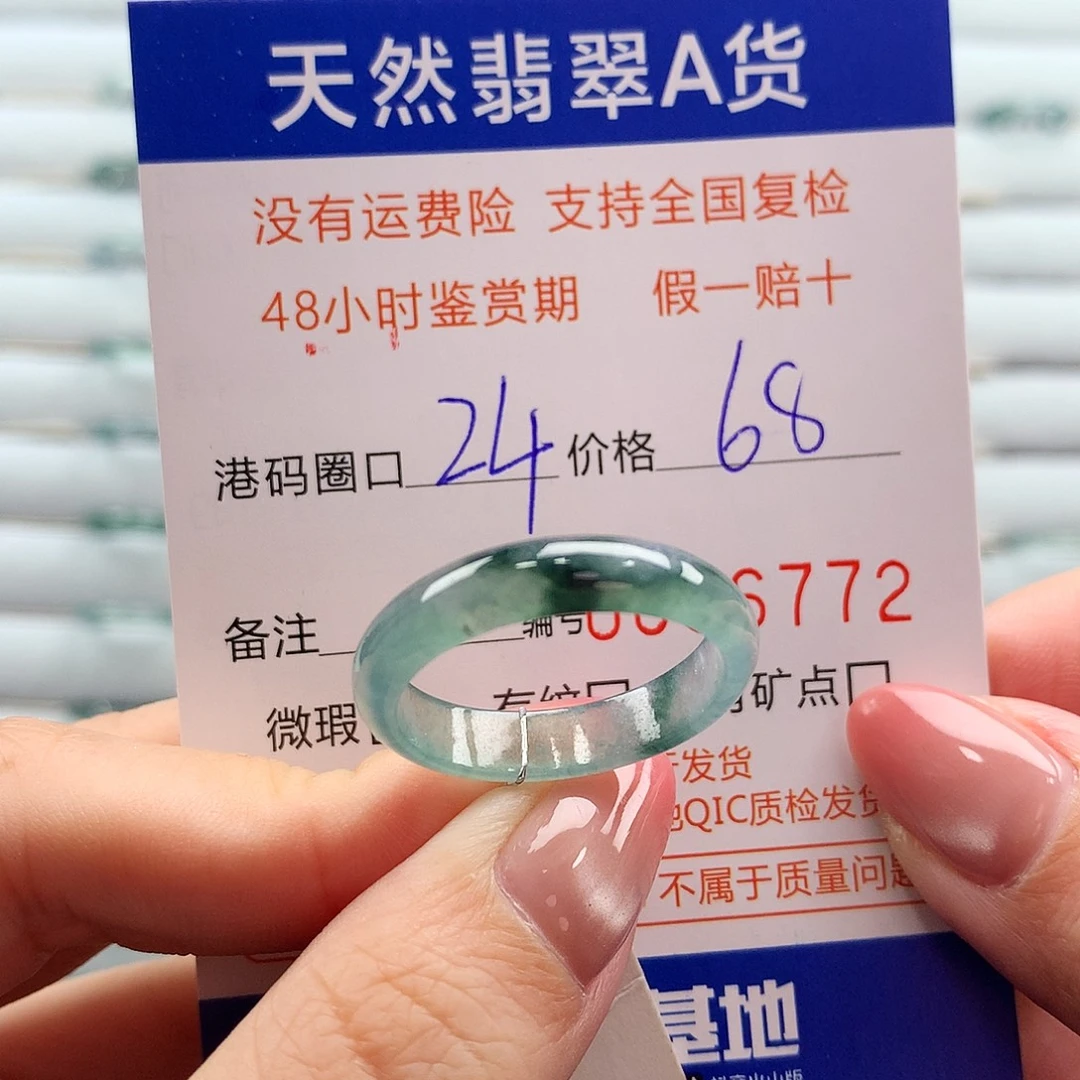 天然翡翠A货
没有运费险 支持全国复检
48小时鉴赏期 假一赔十
港码圈口 24 价格 68
备注 编号 6772
微瑕 有纹 矿点
发货
QIC质检发货
不属于质量问题
基地